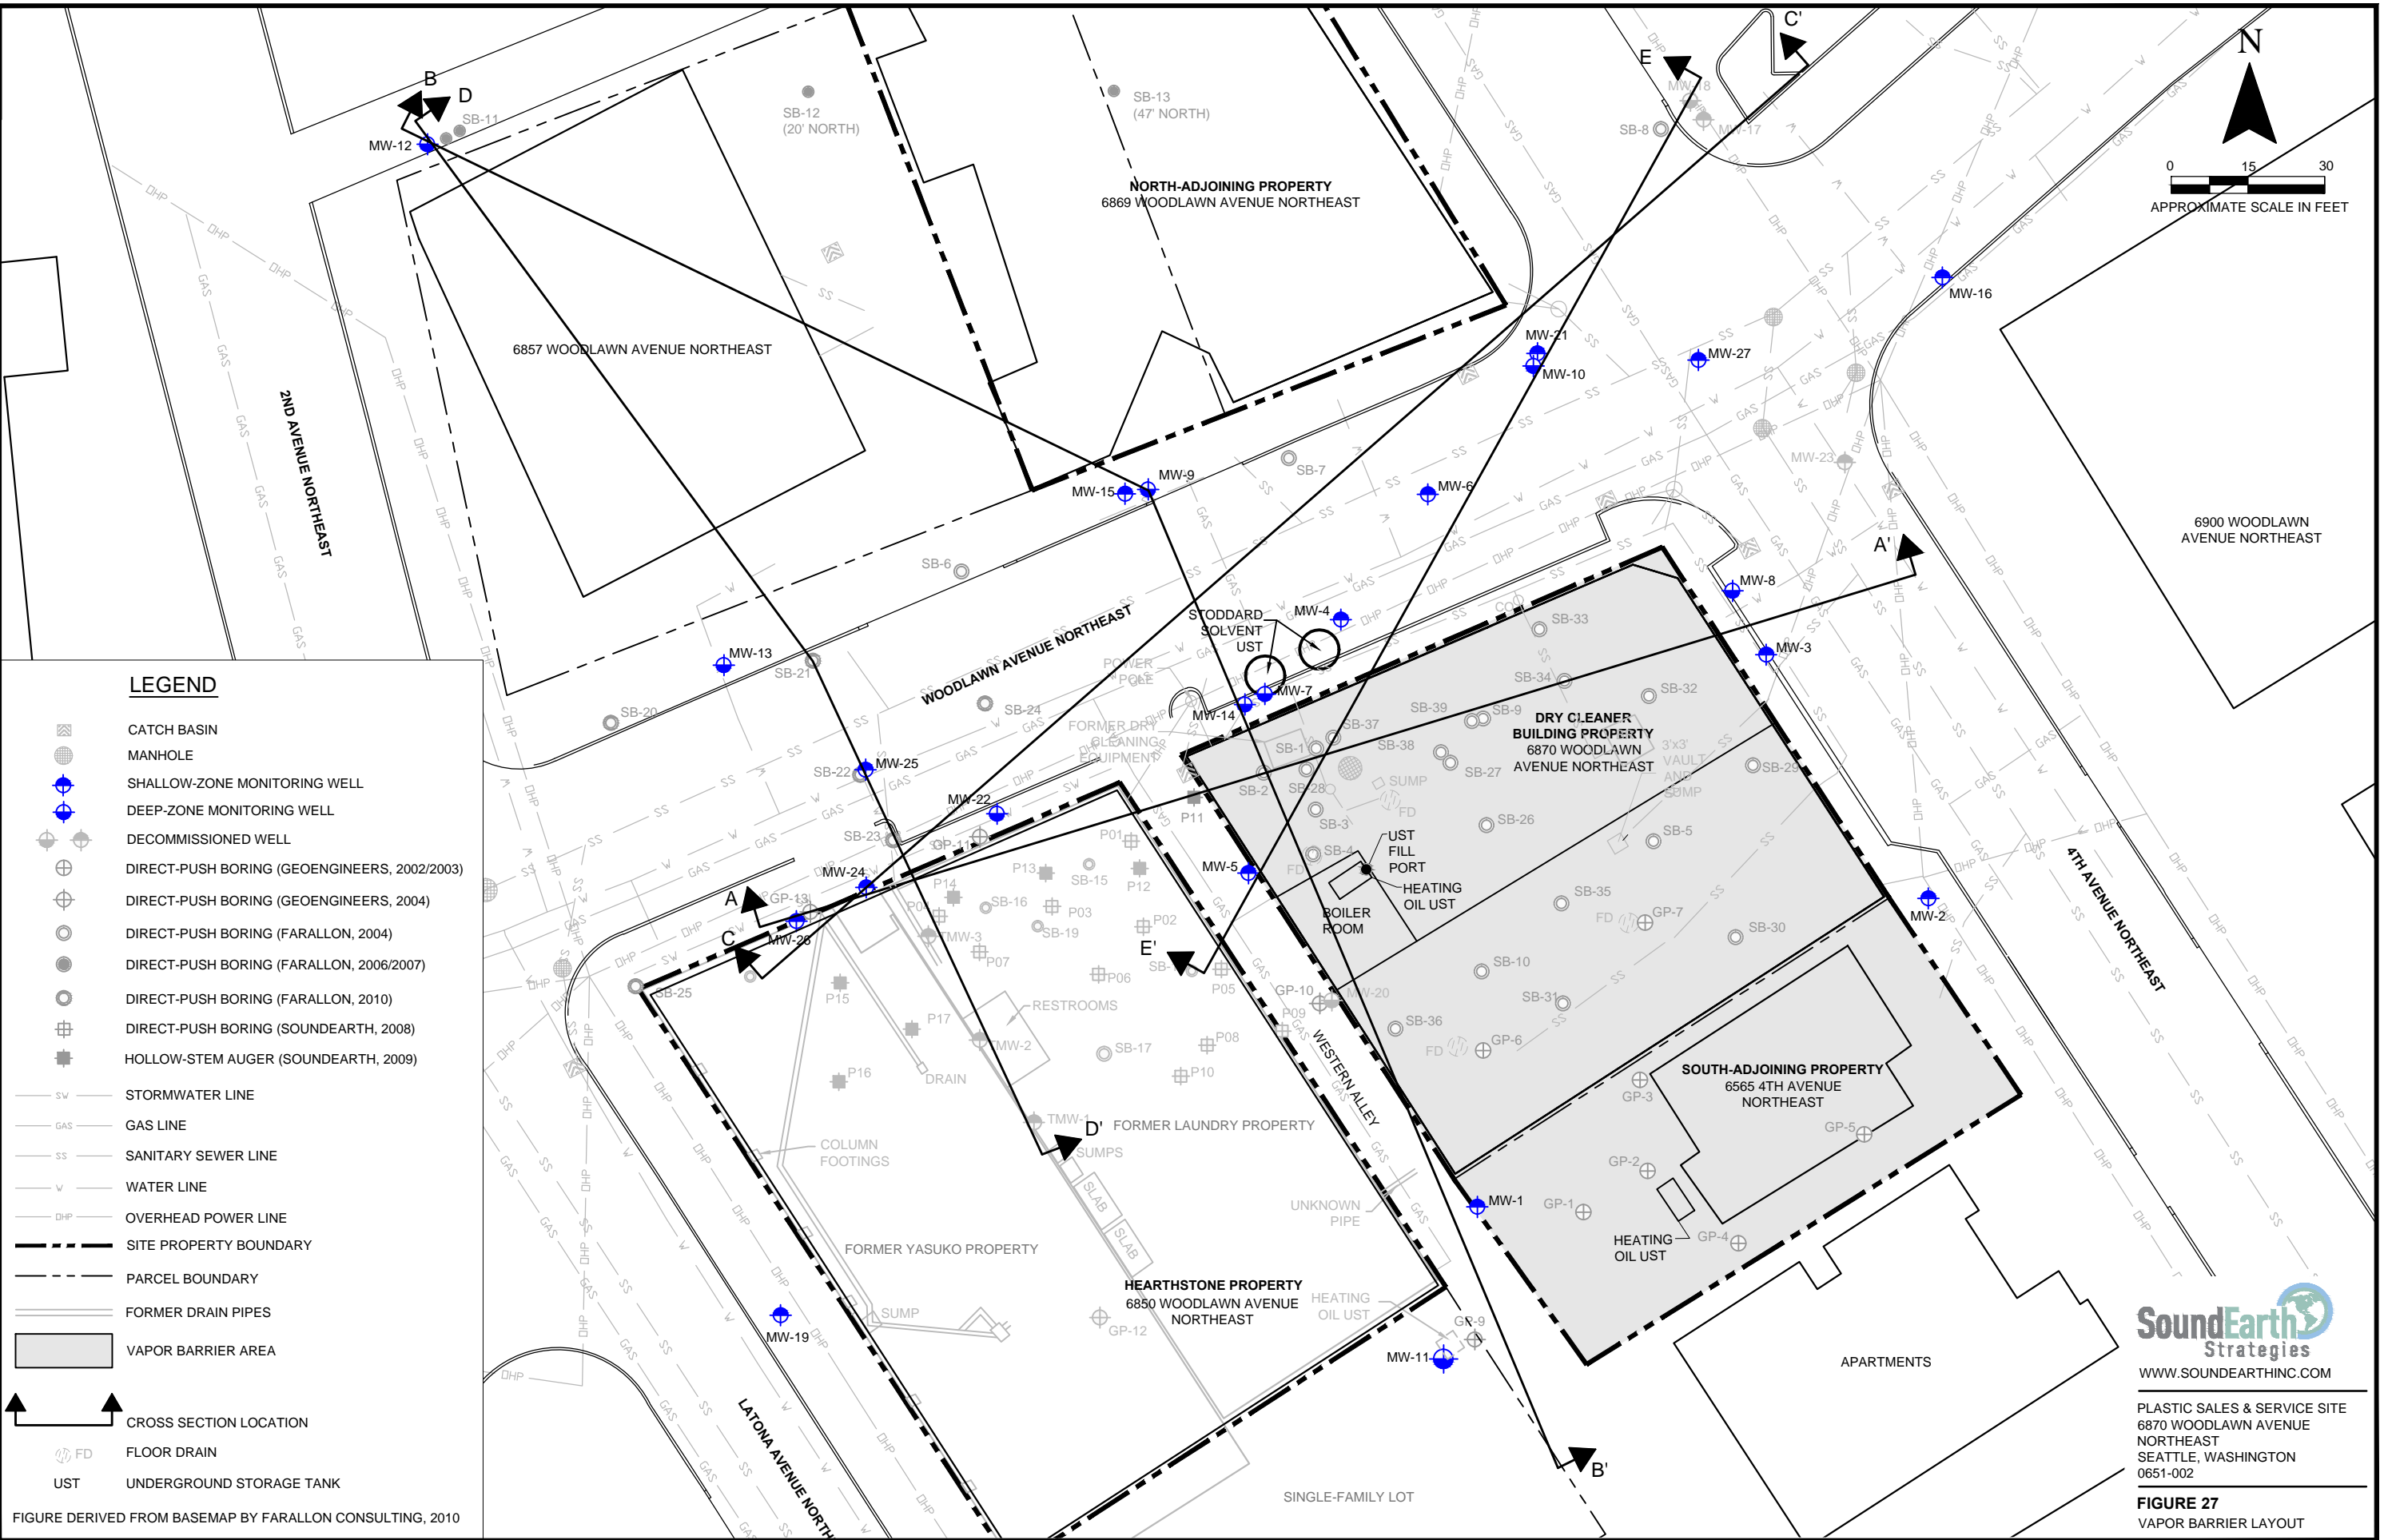 B
D
SB-11
MW-12
SB-12
(20' NORTH)
SB-13
(47' NORTH)
NORTH-ADJOINING PROPERTY
6869 WOODLAWN AVENUE NORTHEAST
6857 WOODLAWN AVENUE NORTHEAST
2ND AVENUE NORTHEAST
E
C'
MW-18
MW-17
SB-8
N
0 15 30
APPROXIMATE SCALE IN FEET
MW-16
MW-21
MW-10
MW-27
MW-23
6900 WOODLAWN
AVENUE NORTHEAST
A'
MW-15
MW-9
SB-7
MW-6
SB-6
MW-13
SB-21
SB-20
SB-24
SB-22
MW-25
MW-22
SB-23
GP-11
MW-24
GP-13
MW-26
A
C
SB-25
WOODLAWN AVENUE NORTHEAST
STODDARD
SOLVENT
UST
MW-4
MW-7
MW-14
POWER
POLE
FORMER DRY
CLEANING
EQUIPMENT
MW-8
MW-3
MW-2
CO
SB-33
SB-34
SB-32
SB-39
SB-9
SB-37
SB-1
SB-38
SB-27
SB-2
SB-28
SB-3
SB-4
SB-26
SB-29
SB-5
SUMP
FD
FD
DRY CLEANER
BUILDING PROPERTY
6870 WOODLAWN
AVENUE NORTHEAST
3'x3'
VAULT
AND
SUMP
UST
FILL
PORT
HEATING
OIL UST
BOILER
ROOM
MW-5
SB-35
FD
GP-7
SB-30
SB-10
SB-31
SB-36
FD
GP-6
GP-10
MW-20
P11
P01
P13
SB-15
P12
P14
P04
SB-16
P03
SB-19
P02
TMW-3
P07
P06
SB-
P05
E'
P09
P15
P17
RESTROOMS
TMW-2
SB-17
P08
P10
P16
DRAIN
TMW-1
D'
SUMPS
FORMER LAUNDRY PROPERTY
WESTERN ALLEY
COLUMN
FOOTINGS
SLAB
SLAB
UNKNOWN
PIPE
FORMER YASUKO PROPERTY
HEARTHSTONE PROPERTY
6850 WOODLAWN AVENUE
NORTHEAST
SUMP
GP-12
HEATING
OIL UST
GP-9
MW-11
MW-19
MW-1
SOUTH-ADJOINING PROPERTY
6565 4TH AVENUE
NORTHEAST
GP-3
GP-5
GP-2
GP-1
GP-4
HEATING
OIL UST
4TH AVENUE NORTHEAST
APARTMENTS
B'
SINGLE-FAMILY LOT
LATONA AVENUE NORTH
LEGEND
CATCH BASIN
MANHOLE
SHALLOW-ZONE MONITORING WELL
DEEP-ZONE MONITORING WELL
DECOMMISSIONED WELL
DIRECT-PUSH BORING (GEOENGINEERS, 2002/2003)
DIRECT-PUSH BORING (GEOENGINEERS, 2004)
DIRECT-PUSH BORING (FARALLON, 2004)
DIRECT-PUSH BORING (FARALLON, 2006/2007)
DIRECT-PUSH BORING (FARALLON, 2010)
DIRECT-PUSH BORING (SOUNDEARTH, 2008)
HOLLOW-STEM AUGER (SOUNDEARTH, 2009)
SW STORMWATER LINE
GAS GAS LINE
SS SANITARY SEWER LINE
W WATER LINE
OHP OVERHEAD POWER LINE
SITE PROPERTY BOUNDARY
PARCEL BOUNDARY
FORMER DRAIN PIPES
VAPOR BARRIER AREA
CROSS SECTION LOCATION
FD FLOOR DRAIN
UST UNDERGROUND STORAGE TANK
FIGURE DERIVED FROM BASEMAP BY FARALLON CONSULTING, 2010
SoundEarth
Strategies
WWW.SOUNDEARTHINC.COM
PLASTIC SALES & SERVICE SITE
6870 WOODLAWN AVENUE
NORTHEAST
SEATTLE, WASHINGTON
0651-002
FIGURE 27
VAPOR BARRIER LAYOUT